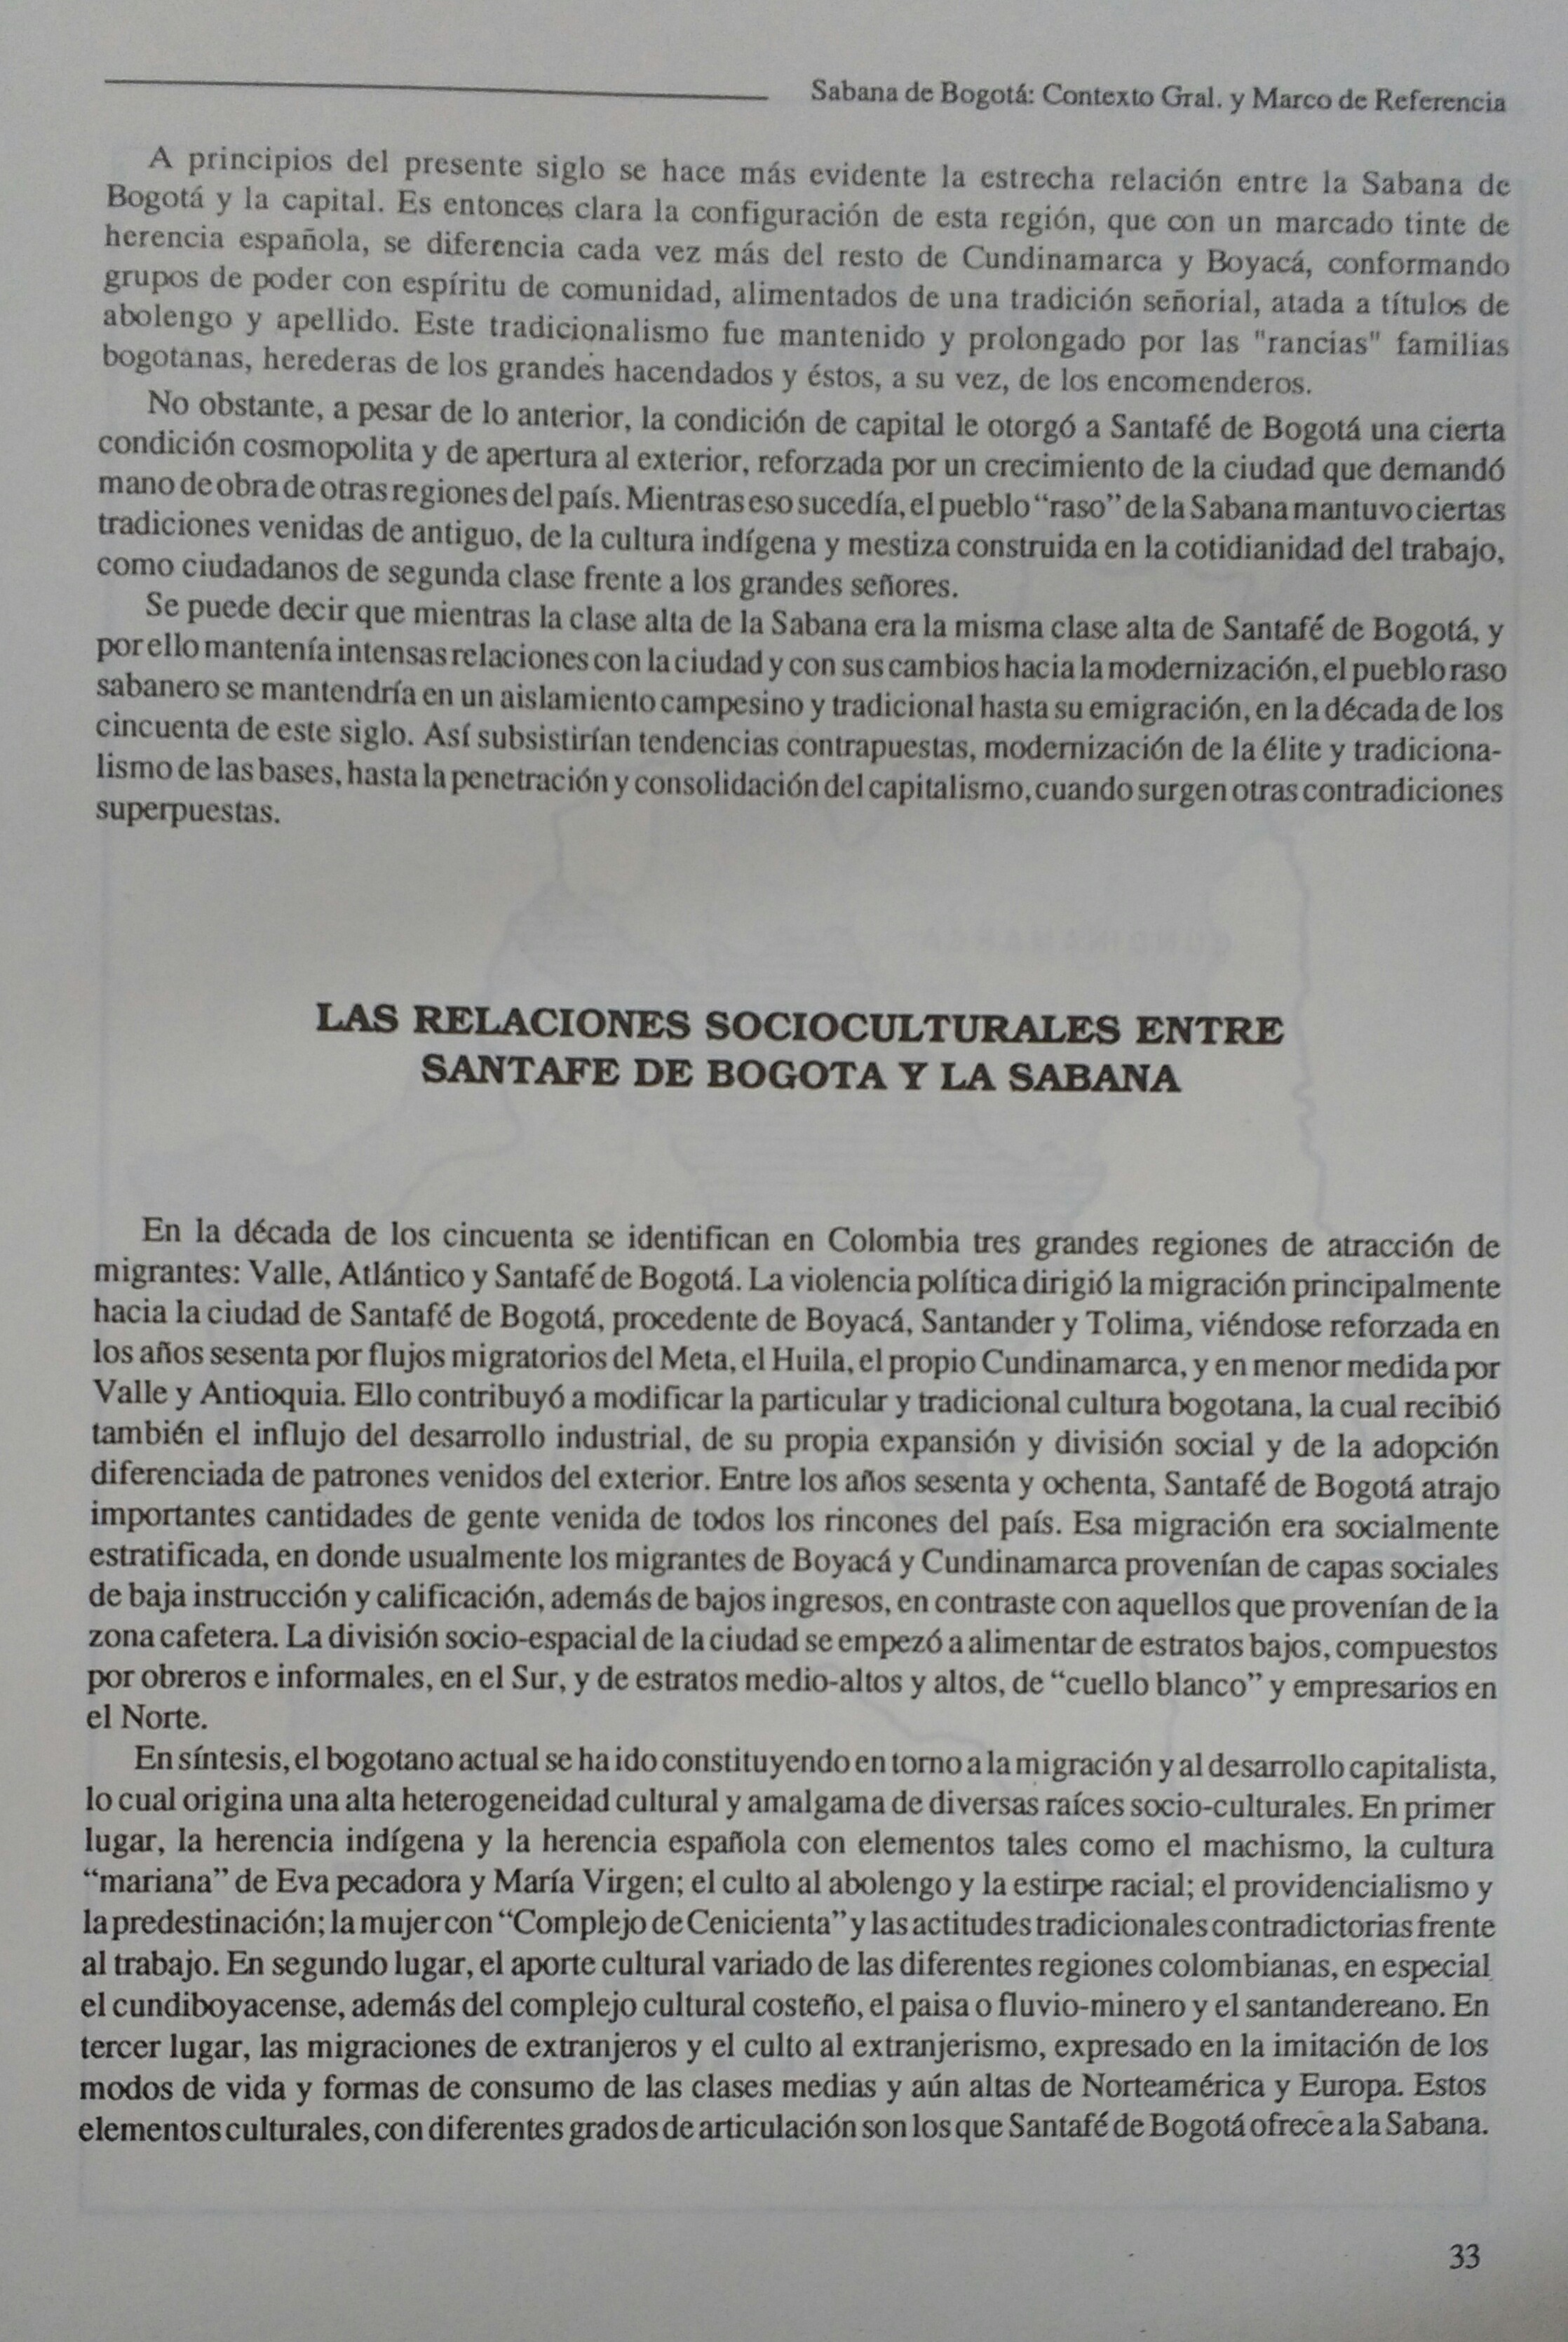 Sabana de Bogotá: Contexto Gral. y Marco de Referencia
A principios del presente siglo se hace más evidente la estrecha relación entre la Sabana de
Bogotá y la capital. Es entonces clara la configuración de esta región, que con un marcado tinte de
herencia española, se diferencia cada vez más del resto de Cundinamarca y Boyacá, conformando
grupos de poder con espíritu de comunidad, alimentados de una tradición señorial, atada a títulos de
abolengo y apellido. Este tradicionalismo fue mantenido y prolongado por las "rancias" familias
bogotanas, herederas de los grandes hacendados y éstos, a su vez, de los encomenderos.
No obstante, a pesar de lo anterior, la condición de capital le otorgó a Santafé de Bogotá una cierta
condición cosmopolita y de apertura al exterior, reforzada por un crecimiento de la ciudad que demandó
mano de obra de otras regiones del país. Mientras eso sucedía, el pueblo “raso” de la Sabana mantuvo ciertas
tradiciones venidas de antiguo, de la cultura indígena y mestiza construida en la cotidianidad del trabajo,
como ciudadanos de segunda clase frente a los grandes señores.
Se puede decir que mientras la clase alta de la Sabana era la misma clase alta de Santafé de Bogotá, y
por ello mantenía intensas relaciones con la ciudad y con sus cambios hacia la modernización, el pueblo raso
sabanero se mantendría en un aislamiento campesino y tradicional hasta su emigración, en la década de los
cincuenta de este siglo. Así subsistirían tendencias contrapuestas, modernización de la élite y tradiciona-
lismo de las bases, hasta la penetración y consolidación del capitalismo, cuando surgen otras contradiciones
superpuestas.
LAS RELACIONES SOCIOCULTURALES ENTRE
SANTAFE DE BOGOTA Y LA SABANA
En la década de los cincuenta se identifican en Colombia tres grandes regiones de atracción de
migrantes: Valle, Atlántico y Santafé de Bogotá. La violencia política dirigió la migración principalmente
hacia la ciudad de Santafé de Bogotá, procedente de Boyacá, Santander y Tolima, viéndose reforzada en
los años sesenta por flujos migratorios del Meta, el Huila, el propio Cundinamarca, y en menor medida por
Valle y Antioquia. Ello contribuyó a modificar la particular y tradicional cultura bogotana, la cual recibió
también el influjo del desarrollo industrial, de su propia expansión y división social y de la adopción
diferenciada de patrones venidos del exterior. Entre los años sesenta y ochenta, Santafé de Bogotá atrajo
importantes cantidades de gente venida de todos los rincones del país. Esa migración era socialmente
estratificada, en donde usualmente los migrantes de Boyacá y Cundinamarca provenían de capas sociales
de baja instrucción y calificación, además de bajos ingresos, en contraste con aquellos que provenían de la
zona cafetera. La división socio-espacial de la ciudad se empezó a alimentar de estratos bajos, compuestos
por obreros e informales, en el Sur, y de estratos medio-altos y altos, de “cuello blanco” y empresarios en
el Norte.
En síntesis, el bogotano actual se ha ido constituyendo en torno a la migración y al desarrollo capitalista,
lo cual origina una alta heterogeneidad cultural y amalgama de diversas raíces socio-culturales. En primer
lugar, la herencia indígena y la herencia española con elementos tales como el machismo, la cultura
“mariana” de Eva pecadora y María Virgen; el culto al abolengo y la estirpe racial; el providencialismo y
la predestinación; la mujer con “Complejo de Cenicienta” y las actitudes tradicionales contradictorias frente
al trabajo. En segundo lugar, el aporte cultural variado de las diferentes regiones colombianas, en especial
el cundiboyacense, además del complejo cultural costeño, el paisa o fluvio-minero y el santandereano. En
tercer lugar, las migraciones de extranjeros y el culto al extranjerismo, expresado en la imitación de los
modos de vida y formas de consumo de las clases medias y aún altas de Norteamérica y Europa. Estos
elementos culturales, con diferentes grados de articulación son los que Santafé de Bogotá ofrece a la Sabana.
33